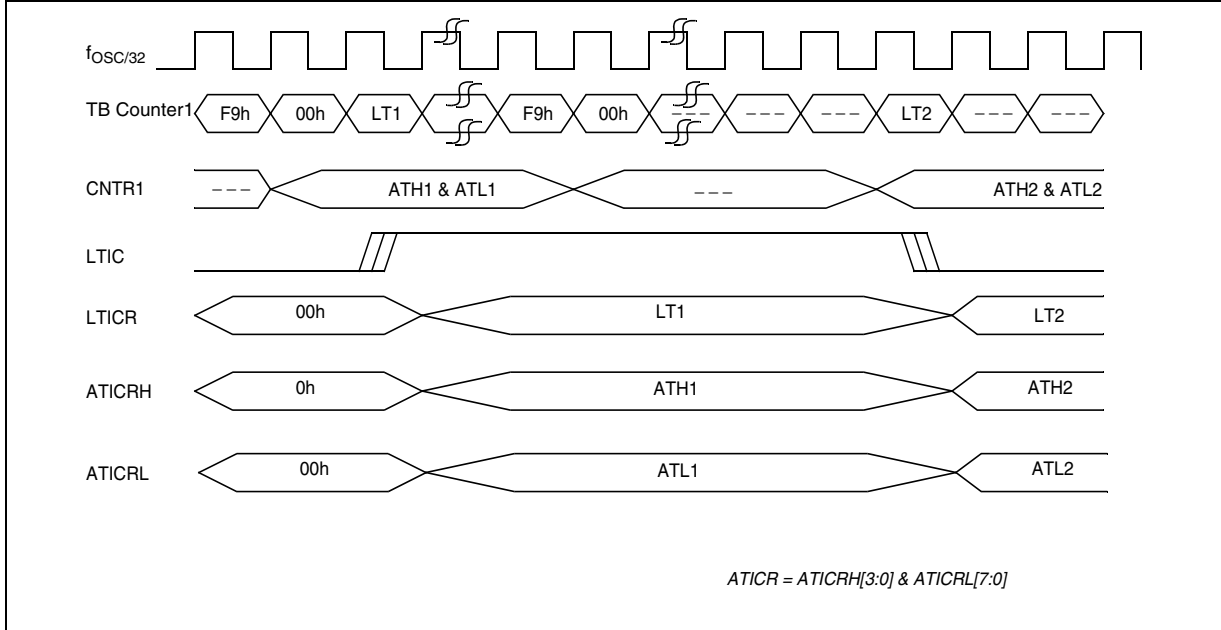 fOSC/32
TB Counter1 F9h 00h LT1 F9h 00h --- --- --- LT2 --- ---
CNTR1 --- ATH1 & ATL1 --- ATH2 & ATL2
LTIC
LTICR 00h LT1 LT2
ATICRH 0h ATH1 ATH2
ATICRL 00h ATL1 ATL2
ATICR = ATICRH[3:0] & ATICRL[7:0]